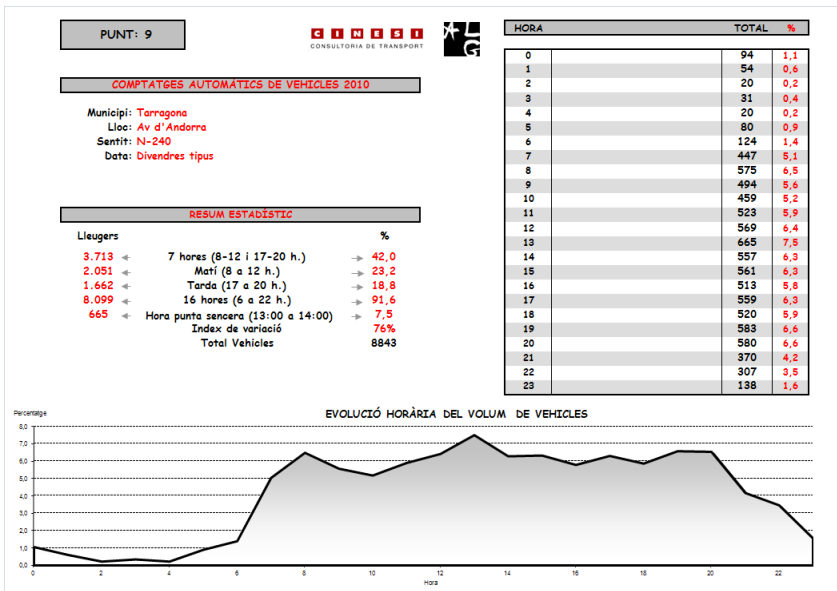 PUNT: 9
CINESI
CONSULTORIA DE TRANSPORT
ALG
COMPTATGES AUTOMÀTICS DE VEHICLES 2010
Municipi: Tarragona
Lloc: Av d'Andorra
Sentit: N-240
Data: Divendres tipus
RESUM ESTADÍSTIC
Lleugers %
3.713 7 hores (8-12 i 17-20 h.) 42,0
2.051 Matí (8 a 12 h.) 23,2
1.662 Tarda (17 a 20 h.) 18,8
8.099 16 hores (6 a 22 h.) 91,6
665 Hora punta sencera (13:00 a 14:00) 7,5
Index de variació 76%
Total Vehicles 8843
HORA TOTAL %
0 94 1,1
1 54 0,6
2 20 0,2
3 31 0,4
4 20 0,2
5 80 0,9
6 124 1,4
7 447 5,1
8 575 6,5
9 494 5,6
10 459 5,2
11 523 5,9
12 569 6,4
13 665 7,5
14 557 6,3
15 561 6,3
16 513 5,8
17 559 6,3
18 520 5,9
19 583 6,6
20 580 6,6
21 370 4,2
22 307 3,5
23 138 1,6
EVOLUCIÓ HORÀRIA DEL VOLUM DE VEHICLES
Percentatge
8,0
7,0
6,0
5,0
4,0
3,0
2,0
1,0
0,0
0 2 4 6 8 10 12 14 16 18 20 22
Hora